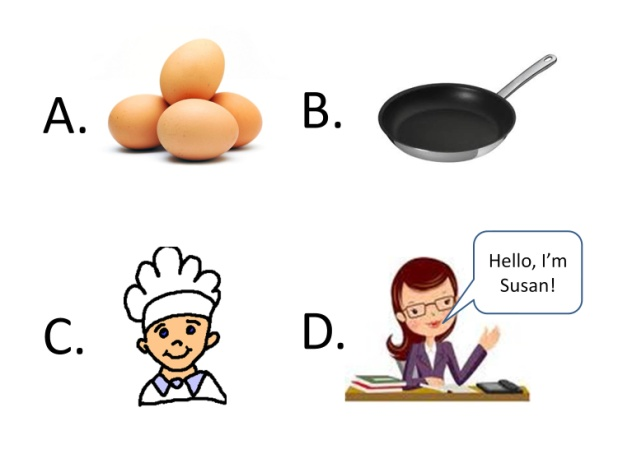 A.
B.
C.
D.
Hello, I’m
Susan!